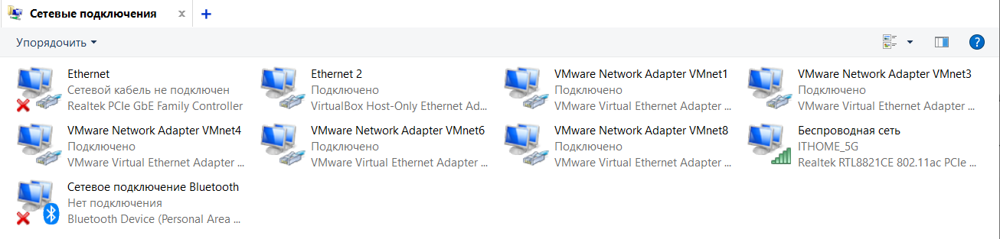 Сетевые подключения
Упорядочить
Ethernet
Сетевой кабель не подключен
Realtek PCIe GbE Family Controller
Ethernet 2
Подключено
VirtualBox Host-Only Ethernet Ad...
VMware Network Adapter VMnet1
Подключено
VMware Virtual Ethernet Adapter ...
VMware Network Adapter VMnet3
Подключено
VMware Virtual Ethernet Adapter ...
VMware Network Adapter VMnet4
Подключено
VMware Virtual Ethernet Adapter ...
VMware Network Adapter VMnet6
Подключено
VMware Virtual Ethernet Adapter ...
VMware Network Adapter VMnet8
Подключено
VMware Virtual Ethernet Adapter ...
Беспроводная сеть
ITHOME_5G
Realtek RTL8821CE 802.11ac PCIe ...
Сетевое подключение Bluetooth
Нет подключения
Bluetooth Device (Personal Area ...